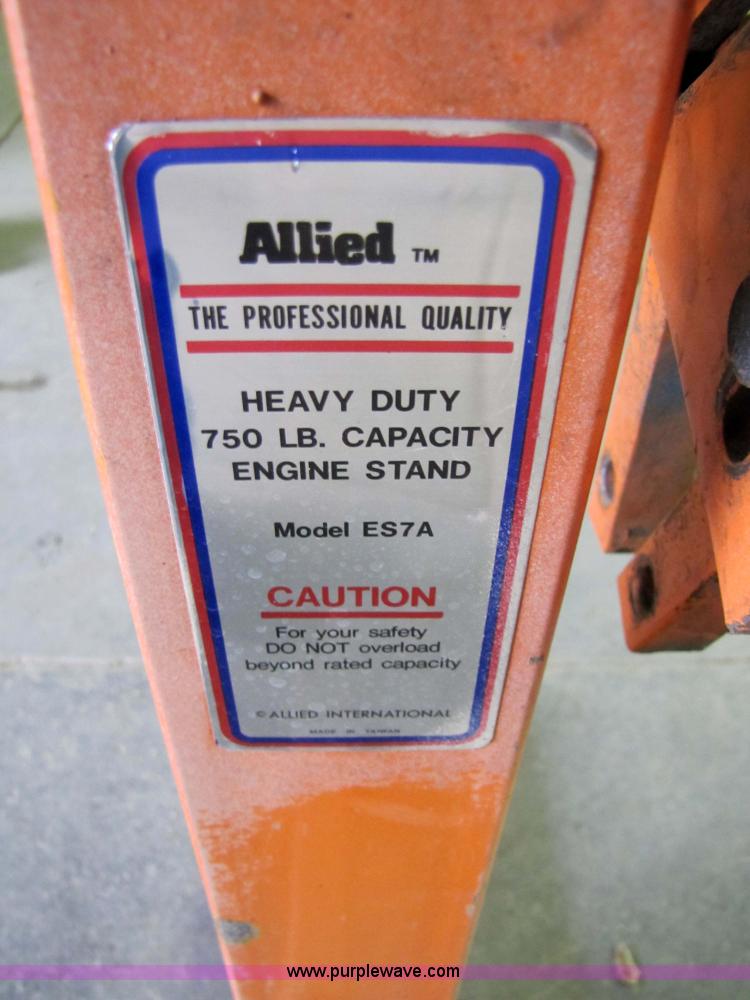 Allied TM
THE PROFESSIONAL QUALITY
HEAVY DUTY
750 LB. CAPACITY
ENGINE STAND
Model ES7A
CAUTION
For your safety
DO NOT overload
beyond rated capacity
© ALLIED INTERNATIONAL
MADE IN TAIWAN
www.purplewave.com